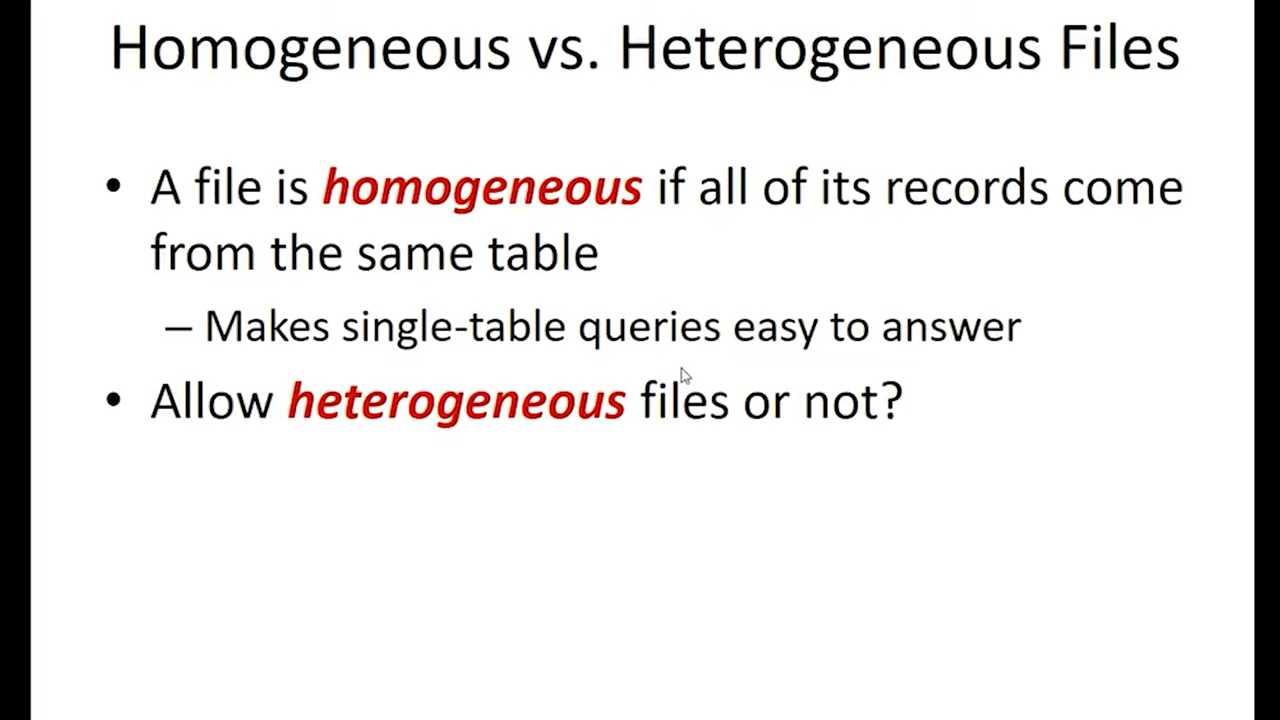 Homogeneous vs. Heterogeneous Files
• A file is homogeneous if all of its records come
from the same table
– Makes single-table queries easy to answer
• Allow heterogeneous files or not?